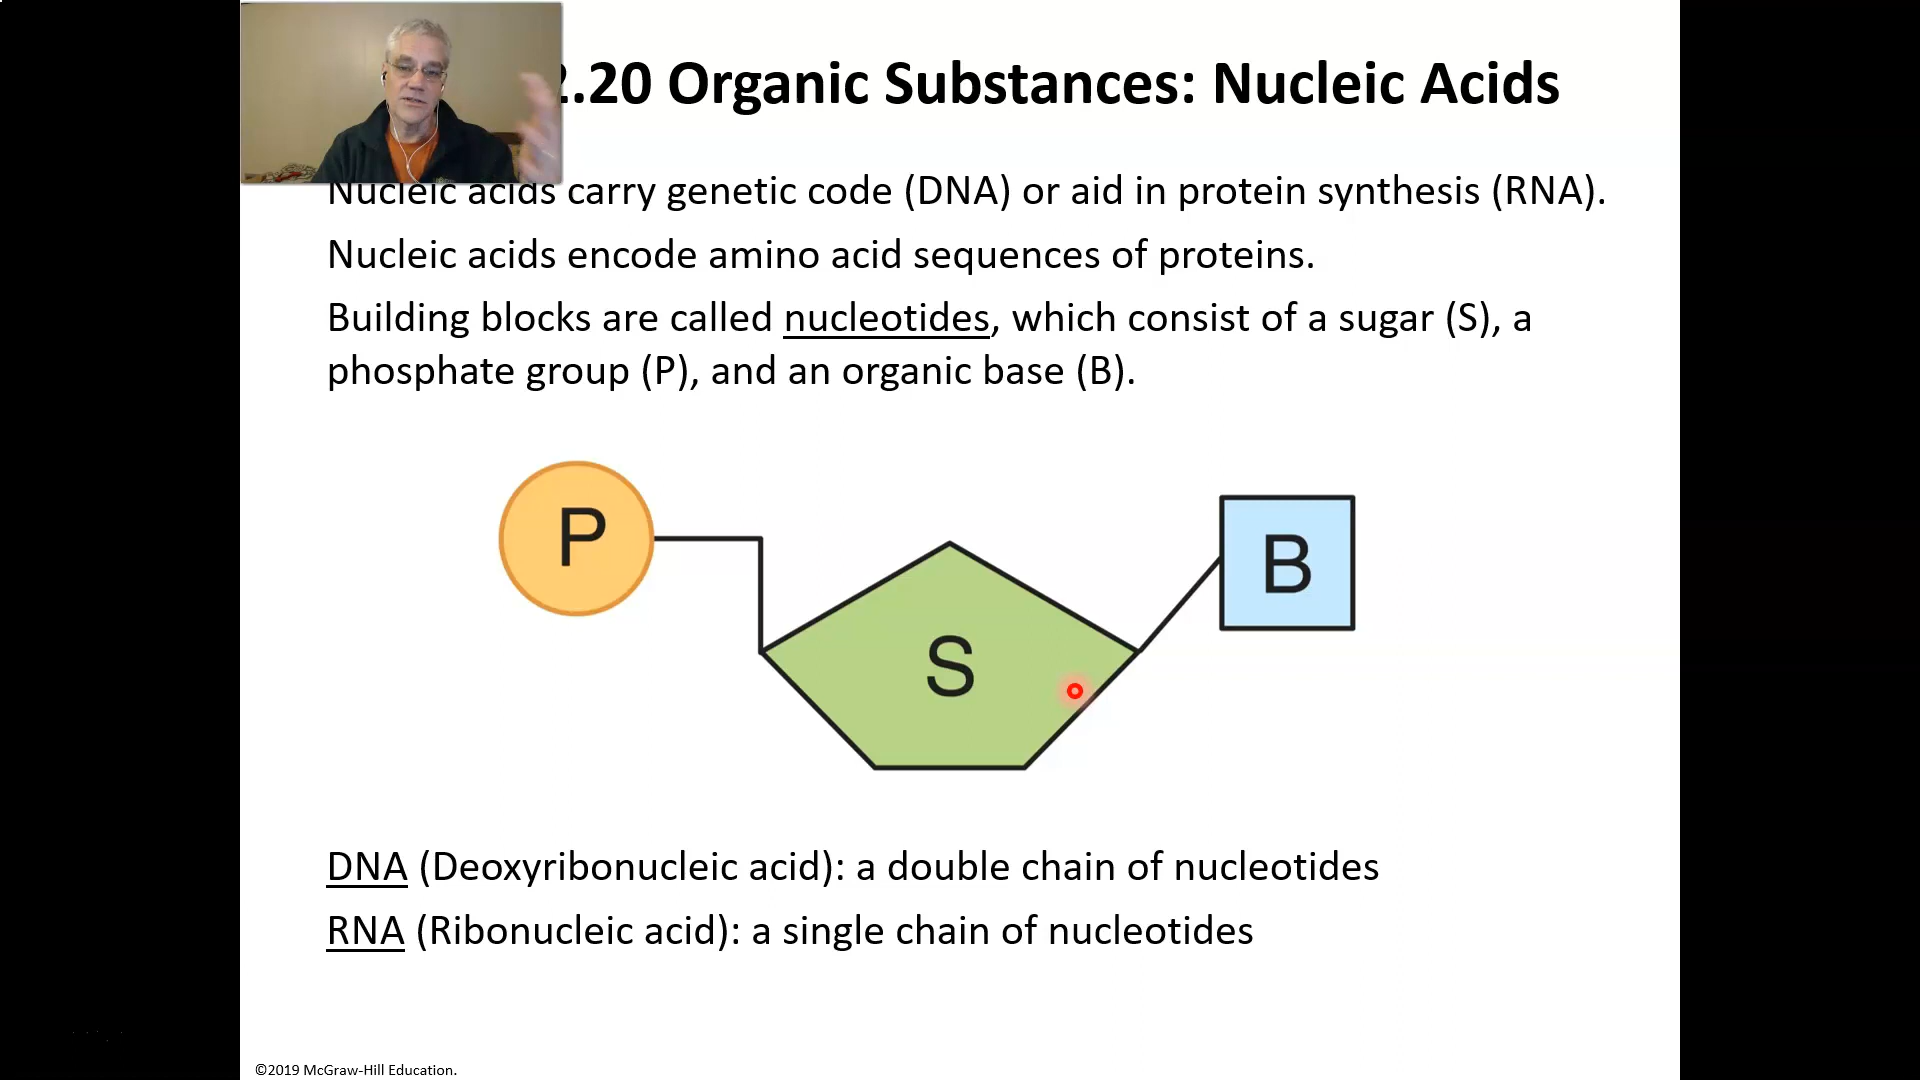 2.20 Organic Substances: Nucleic Acids
Nucleic acids carry genetic code (DNA) or aid in protein synthesis (RNA).
Nucleic acids encode amino acid sequences of proteins.
Building blocks are called nucleotides, which consist of a sugar (S), a
phosphate group (P), and an organic base (B).
P
B
S
DNA (Deoxyribonucleic acid): a double chain of nucleotides
RNA (Ribonucleic acid): a single chain of nucleotides
©2019 McGraw-Hill Education.